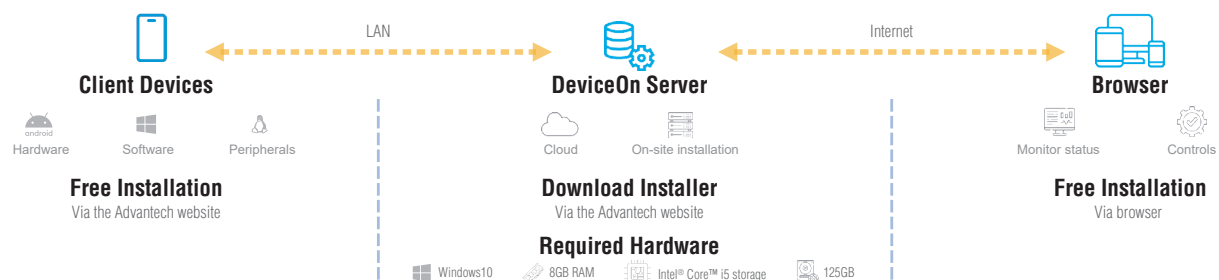 LAN
Internet
Client Devices
DeviceOn Server
Browser
android
Hardware
Software
Peripherals
Cloud
On-site installation
Monitor status
Controls
Free Installation
Via the Advantech website
Download Installer
Via the Advantech website
Free Installation
Via browser
Required Hardware
Windows10
8GB RAM
Intel® Core™ i5 storage
125GB